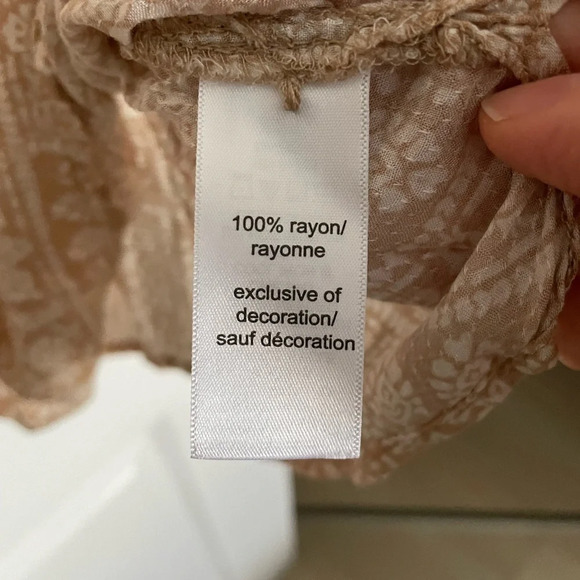 100% rayon/
rayonne
exclusive of
decoration/
sauf décoration